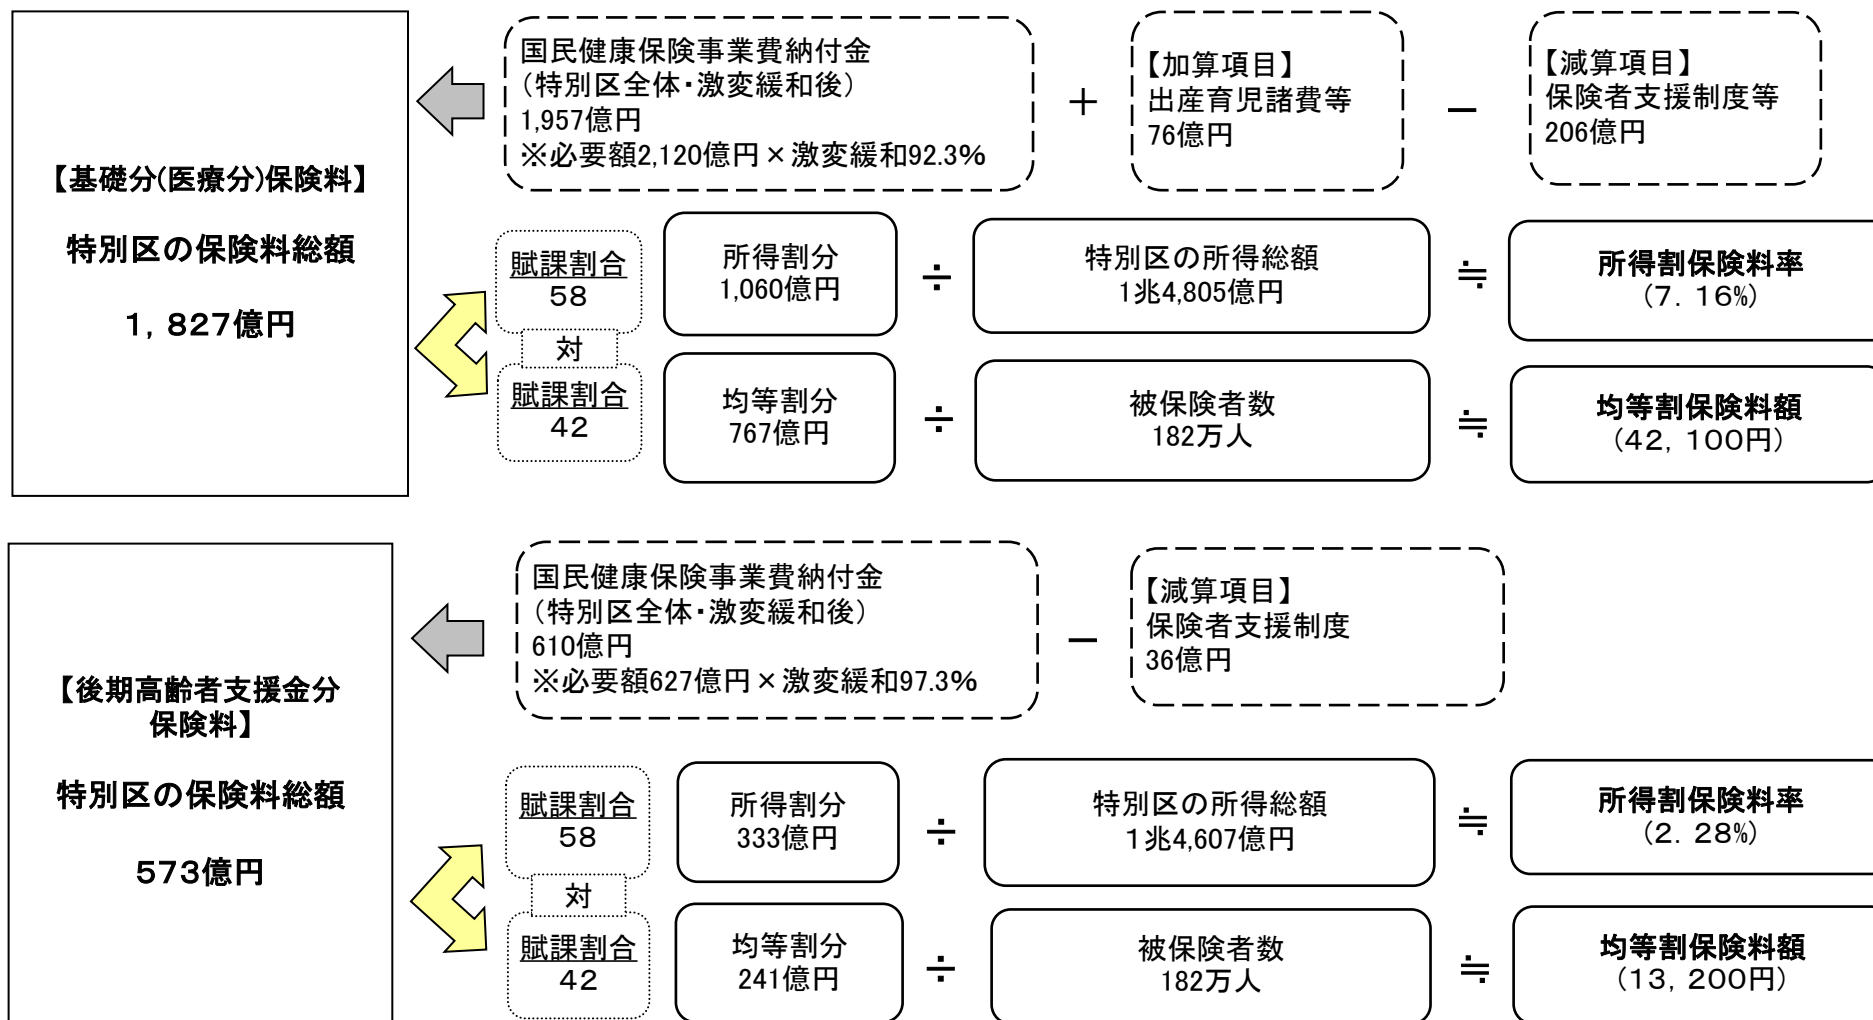 【基礎分(医療分)保険料】
特別区の保険料総額
1,827億円
国民健康保険事業費納付金
(特別区全体・激変緩和後)
1,957億円
※必要額2,120億円×激変緩和92.3%
+
【加算項目】
出産育児諸費等
76億円
−
【減算項目】
保険者支援制度等
206億円
賦課割合
58
対
賦課割合
42
所得割分
1,060億円
÷
特別区の所得総額
1兆4,805億円
≒
所得割保険料率
(7.16%)
均等割分
767億円
÷
被保険者数
182万人
≒
均等割保険料額
(42,100円)
【後期高齢者支援金分
保険料】
特別区の保険料総額
573億円
国民健康保険事業費納付金
(特別区全体・激変緩和後)
610億円
※必要額627億円×激変緩和97.3%
−
【減算項目】
保険者支援制度
36億円
賦課割合
58
対
賦課割合
42
所得割分
333億円
÷
特別区の所得総額
1兆4,607億円
≒
所得割保険料率
(2.28%)
均等割分
241億円
÷
被保険者数
182万人
≒
均等割保険料額
(13,200円)